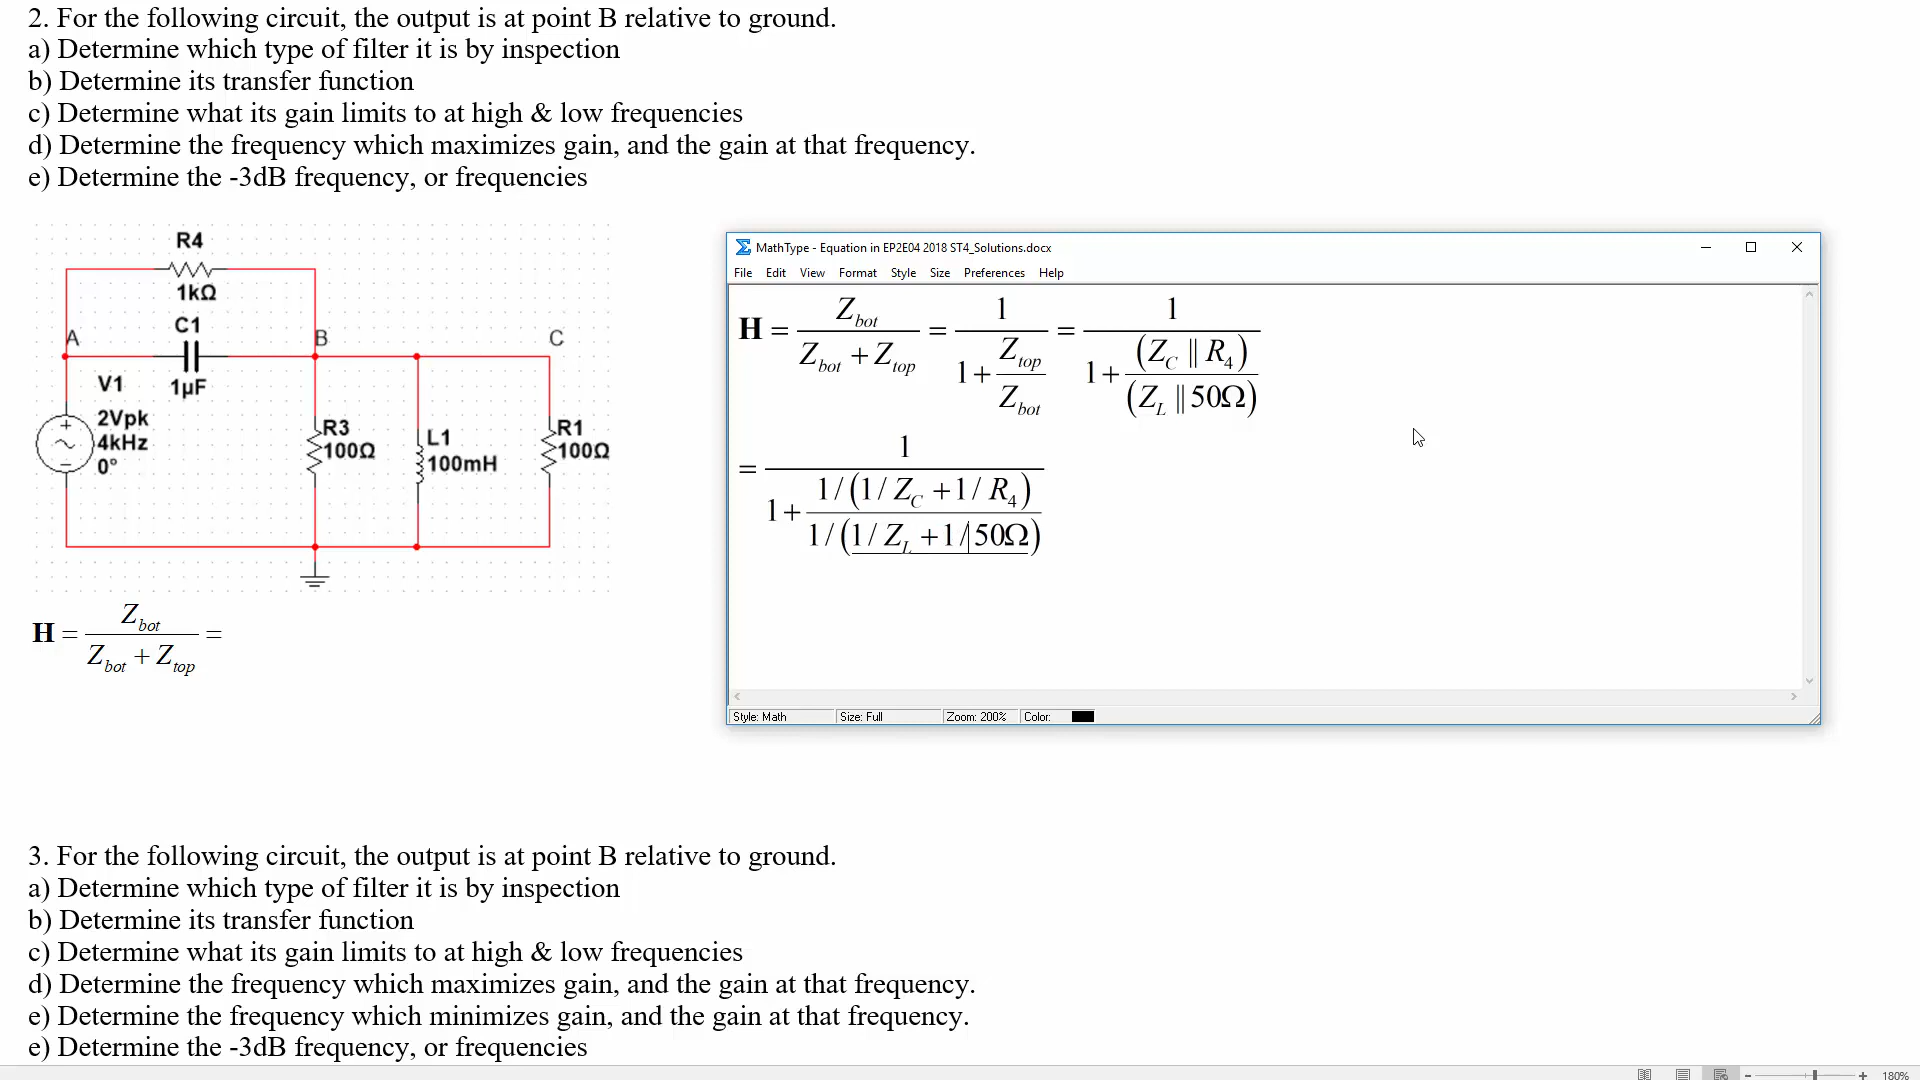 2. For the following circuit, the output is at point B relative to ground.
a) Determine which type of filter it is by inspection
b) Determine its transfer function
c) Determine what its gain limits to at high & low frequencies
d) Determine the frequency which maximizes gain, and the gain at that frequency.
e) Determine the -3dB frequency, or frequencies
R4
1kΩ
C1
A
B
C
V1
1µF
2Vpk
4kHz
0°
R3
100Ω
L1
100mH
R1
100Ω
H = Z_bot / (Z_bot + Z_top) =
MathType - Equation in EP2E04 2018 ST4_Solutions.docx
File Edit View Format Style Size Preferences Help
H = Z_bot / (Z_bot + Z_top) = 1 / (1 + Z_top / Z_bot) = 1 / (1 + (Z_C || R_4) / (Z_L || 50Ω))
= 1 / (1 + 1/(1/Z_C + 1/R_4) / 1/(1/Z_L + 1/50Ω))
Style: Math Size: Full Zoom: 200% Color:
3. For the following circuit, the output is at point B relative to ground.
a) Determine which type of filter it is by inspection
b) Determine its transfer function
c) Determine what its gain limits to at high & low frequencies
d) Determine the frequency which maximizes gain, and the gain at that frequency.
e) Determine the frequency which minimizes gain, and the gain at that frequency.
e) Determine the -3dB frequency, or frequencies
180%